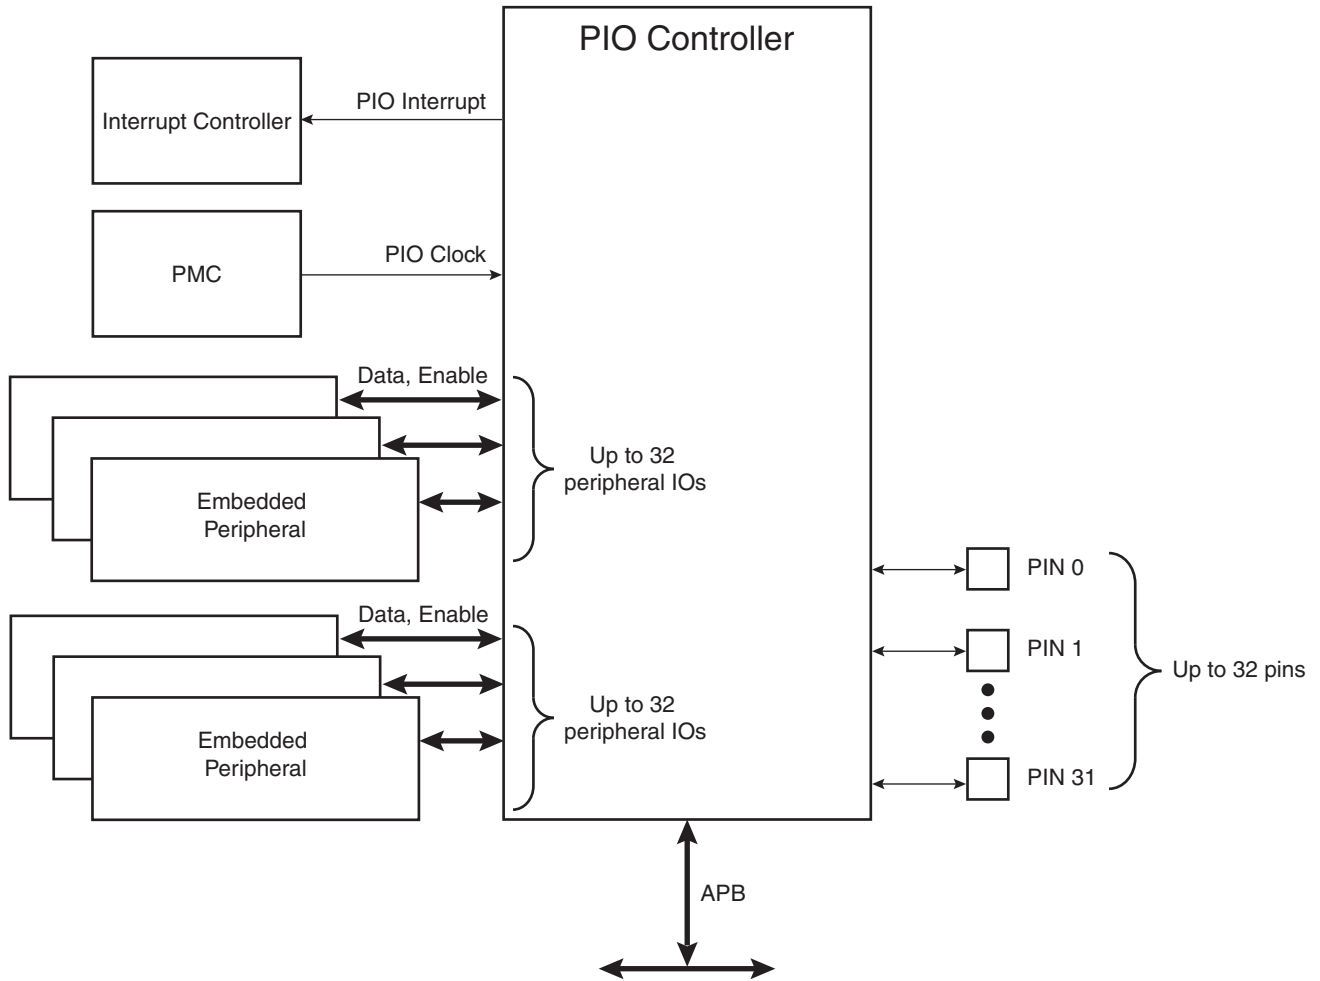 PIO Controller
PIO Interrupt
Interrupt Controller
PIO Clock
PMC
Data, Enable
Up to 32
peripheral IOs
Embedded
Peripheral
PIN 0
Data, Enable
PIN 1
Up to 32 pins
Up to 32
peripheral IOs
Embedded
Peripheral
PIN 31
APB